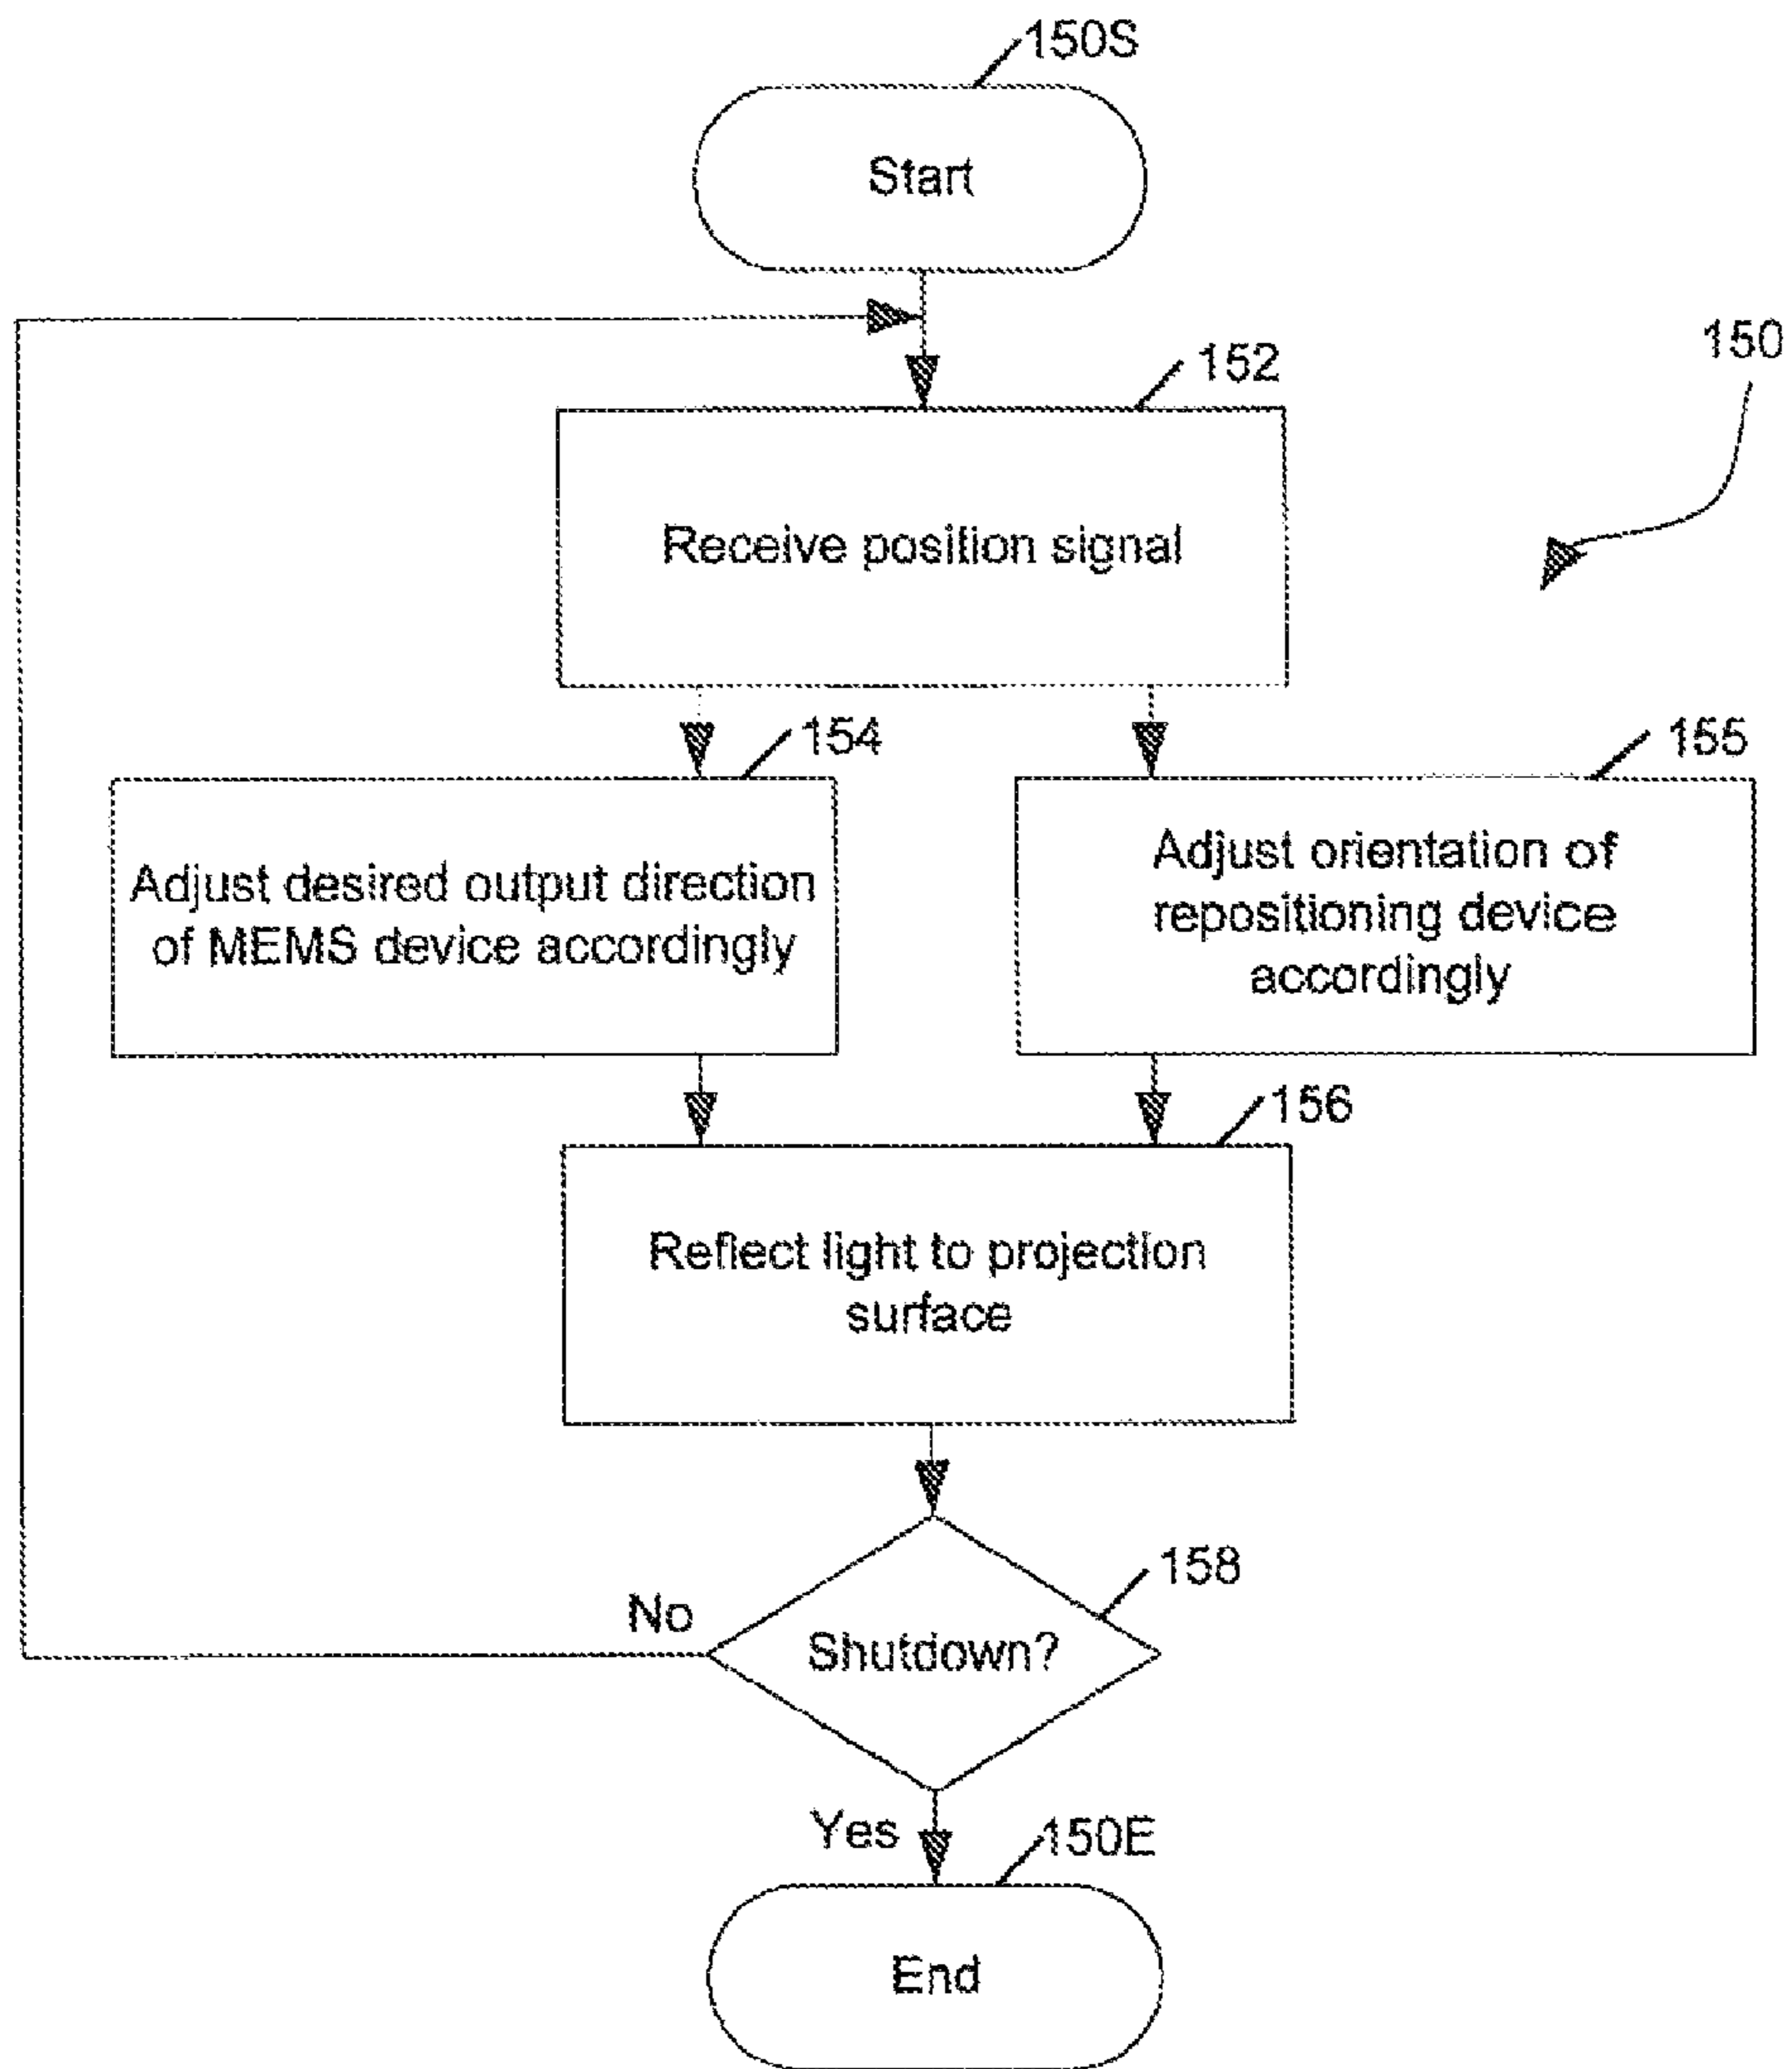 150S
Start
150
152
Receive position signal
154
155
Adjust desired output direction
of MEMS device accordingly
Adjust orientation of
repositioning device
accordingly
156
Reflect light to projection
surface
158
No
Shutdown?
Yes
150E
End